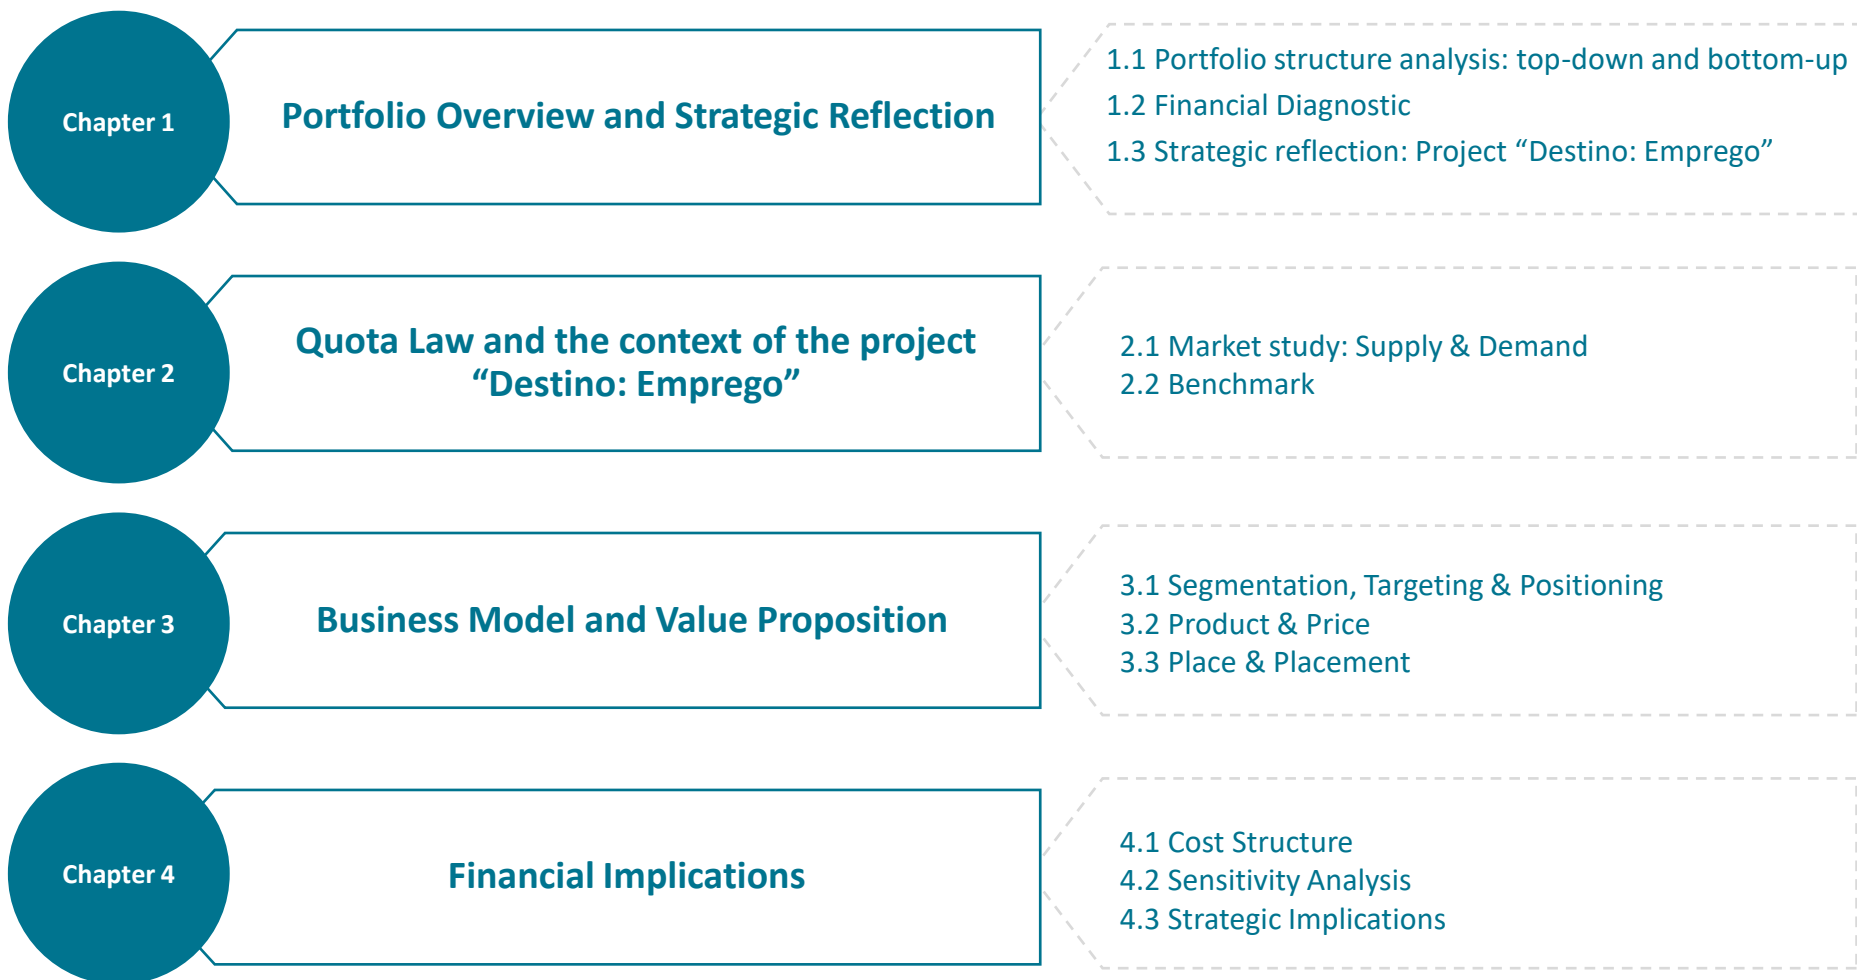 Chapter 1
Portfolio Overview and Strategic Reflection
1.1 Portfolio structure analysis: top-down and bottom-up
1.2 Financial Diagnostic
1.3 Strategic reflection: Project “Destino: Emprego”
Chapter 2
Quota Law and the context of the project
“Destino: Emprego”
2.1 Market study: Supply & Demand
2.2 Benchmark
Chapter 3
Business Model and Value Proposition
3.1 Segmentation, Targeting & Positioning
3.2 Product & Price
3.3 Place & Placement
Chapter 4
Financial Implications
4.1 Cost Structure
4.2 Sensitivity Analysis
4.3 Strategic Implications